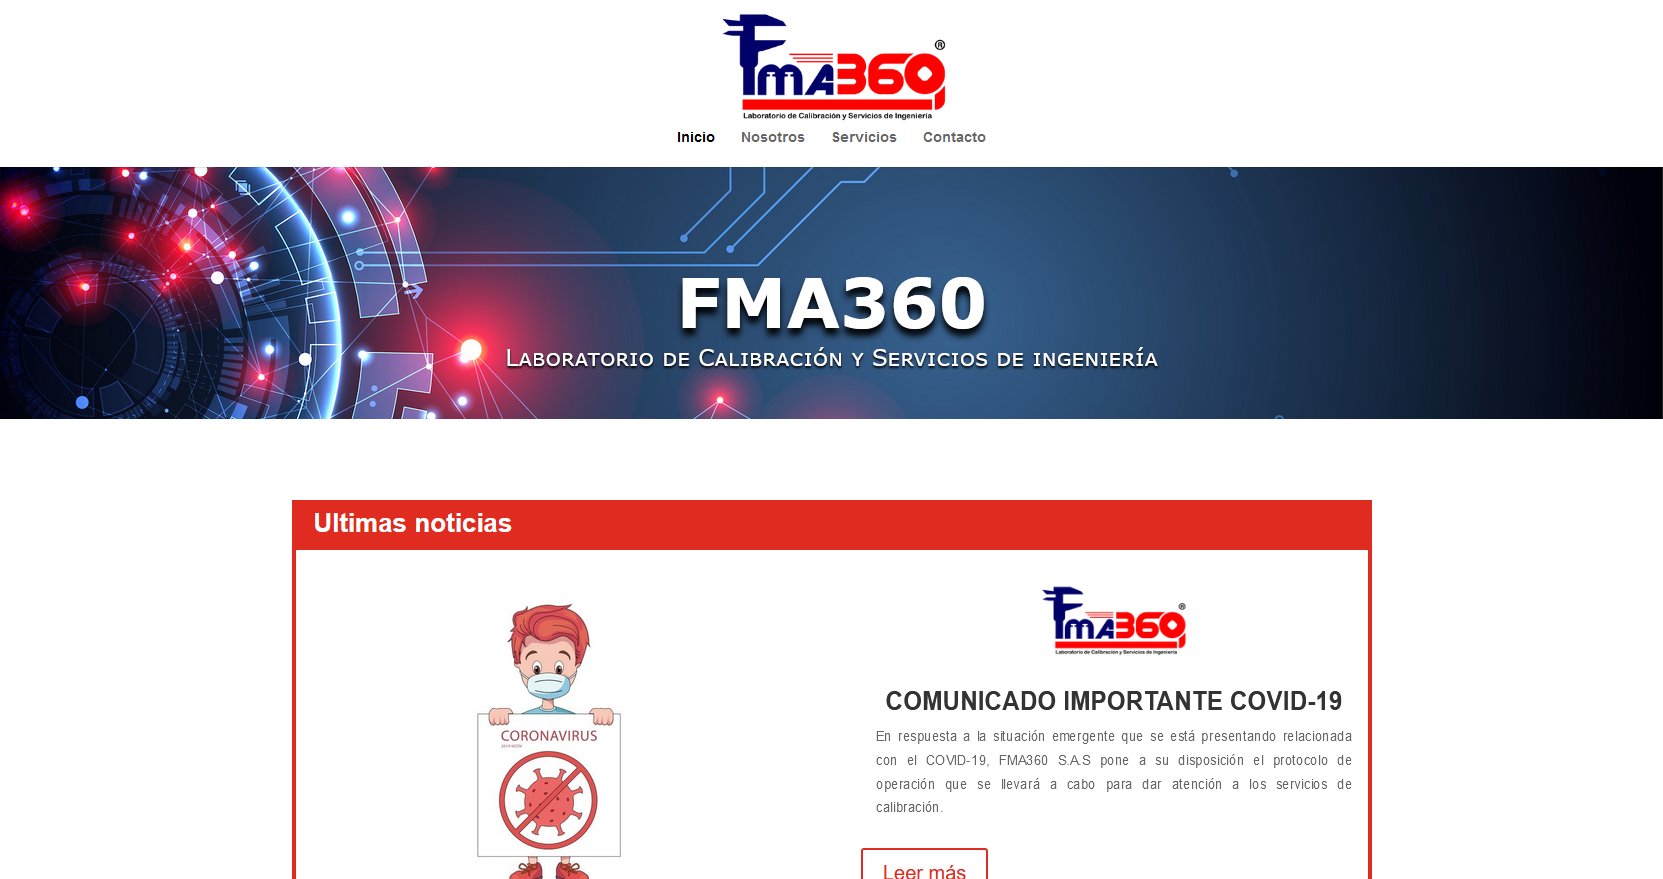 FMA360®
Laboratorio de Calibración y Servicios de Ingeniería
Inicio Nosotros Servicios Contacto
FMA360
Laboratorio de Calibración y Servicios de ingeniería
Ultimas noticias
FMA360®
Laboratorio de Calibración y Servicios de Ingeniería
CORONAVIRUS
2019-NCOV
COMUNICADO IMPORTANTE COVID-19
En respuesta a la situación emergente que se está presentando relacionada
con el COVID-19, FMA360 S.A.S pone a su disposición el protocolo de
operación que se llevará a cabo para dar atención a los servicios de
calibración.
Leer más